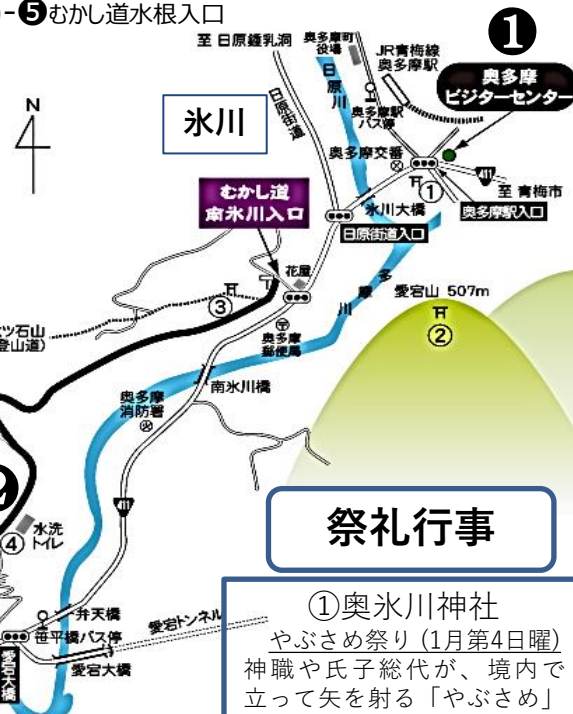 -❺むかし道水根入口
至 日原鍾乳洞
奥多摩町
役場
JR青梅線
奥多摩駅
❶
奥多摩
ビジターセンター
N
氷川
日原街道
日原川
奥多摩駅
バス停
奥多摩交番
①
411
至 青梅市
奥多摩駅入口
氷川大橋
日原街道入口
むかし道
南氷川入口
花屋
③
ツ石山
登山道)
多摩川
愛宕山 507m
②
奥多摩
郵便局
南氷川橋
奥多摩
消防署
411
水洗
トイレ
④
弁天橋
笹平橋バス停
愛宕トンネル
愛宕大橋
愛宕大橋
祭礼行事
①奥氷川神社
やぶさめ祭り (1月第4日曜)
神職や氏子総代が、境内で
立って矢を射る「やぶさめ」